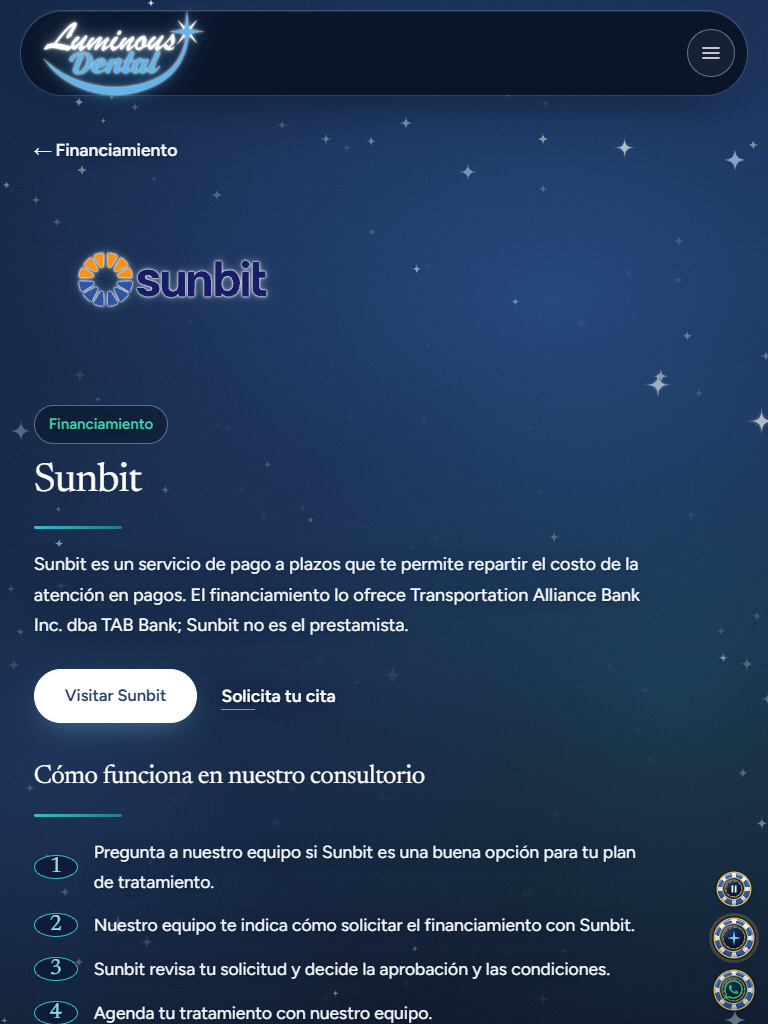 Luminous
Dental
← Financiamiento
sunbit
Financiamiento
Sunbit
Sunbit es un servicio de pago a plazos que te permite repartir el costo de la
atención en pagos. El financiamiento lo ofrece Transportation Alliance Bank
Inc. dba TAB Bank; Sunbit no es el prestamista.
Visitar Sunbit
Solicita tu cita
Cómo funciona en nuestro consultorio
1 Pregunta a nuestro equipo si Sunbit es una buena opción para tu plan
de tratamiento.
2 Nuestro equipo te indica cómo solicitar el financiamiento con Sunbit.
3 Sunbit revisa tu solicitud y decide la aprobación y las condiciones.
4 Agenda tu tratamiento con nuestro equipo.